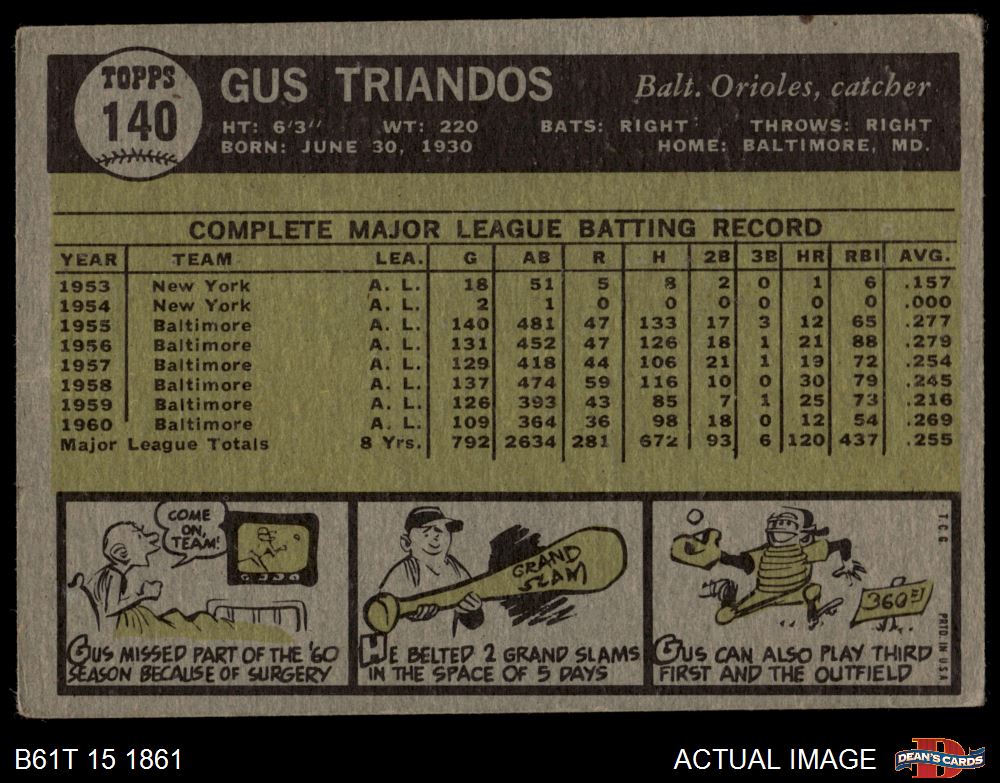 TOPPS
140
GUS TRIANDOS
Balt. Orioles, catcher
HT: 6'3" WT: 220 BATS: RIGHT THROWS: RIGHT
BORN: JUNE 30, 1930 HOME: BALTIMORE, MD.
COMPLETE MAJOR LEAGUE BATTING RECORD
YEAR TEAM LEA. G AB R H 2B 3B HR RBI AVG.
1953 New York A. L. 18 51 5 8 2 0 1 6 .157
1954 New York A. L. 2 1 0 0 0 0 0 0 .000
1955 Baltimore A. L. 140 481 47 133 17 3 12 65 .277
1956 Baltimore A. L. 131 452 47 126 18 1 21 88 .279
1957 Baltimore A. L. 129 418 44 106 21 1 19 72 .254
1958 Baltimore A. L. 137 474 59 116 10 0 30 79 .245
1959 Baltimore A. L. 126 393 43 85 7 1 25 73 .216
1960 Baltimore A. L. 109 364 36 98 18 0 12 54 .269
Major League Totals 8 Yrs. 792 2634 281 672 93 6 120 437 .255
COME
ON,
TEAM!
GUS MISSED PART OF THE '60
SEASON BECAUSE OF SURGERY
GRAND
SLAM
HE BELTED 2 GRAND SLAMS
IN THE SPACE OF 5 DAYS
360 FT
GUS CAN ALSO PLAY THIRD
FIRST AND THE OUTFIELD
T.C.G.
PRTD. IN U.S.A.
B61T 15 1861
ACTUAL IMAGE
D
DEAN'S CARDS